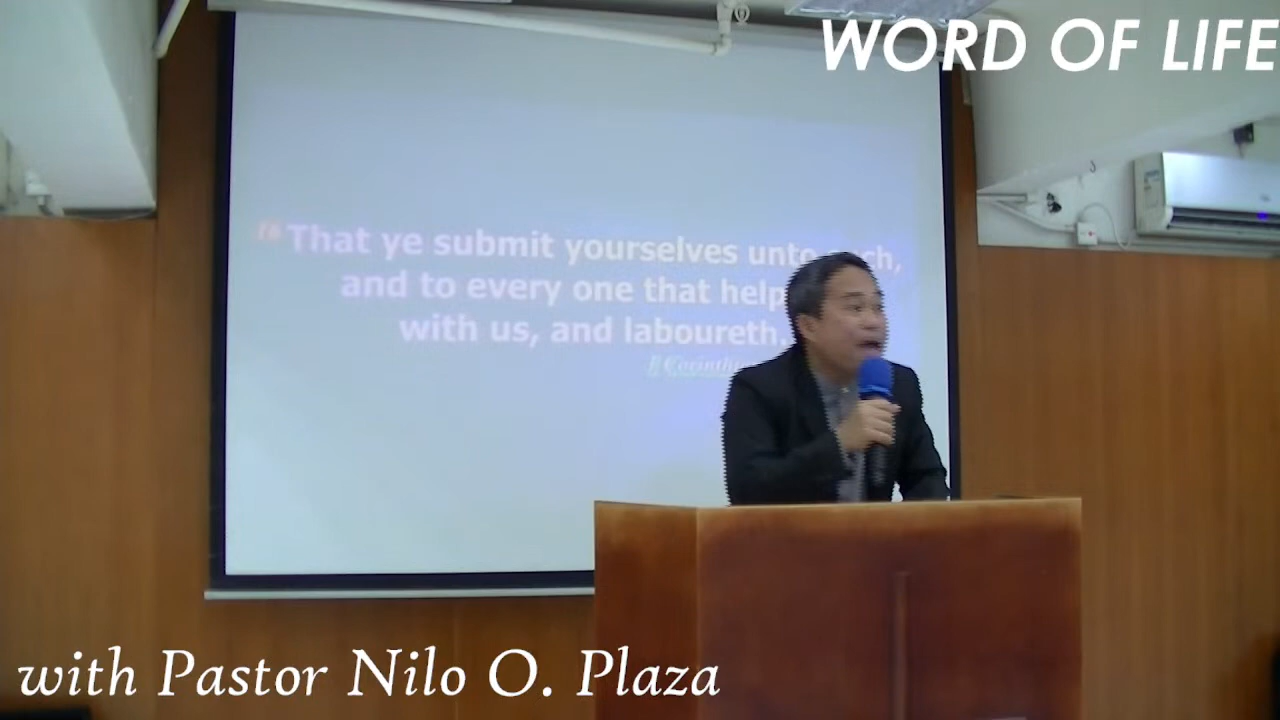 WORD OF LIFE
16 That ye submit yourselves unto such,
and to every one that help
with us, and laboureth.
with Pastor Nilo O. Plaza